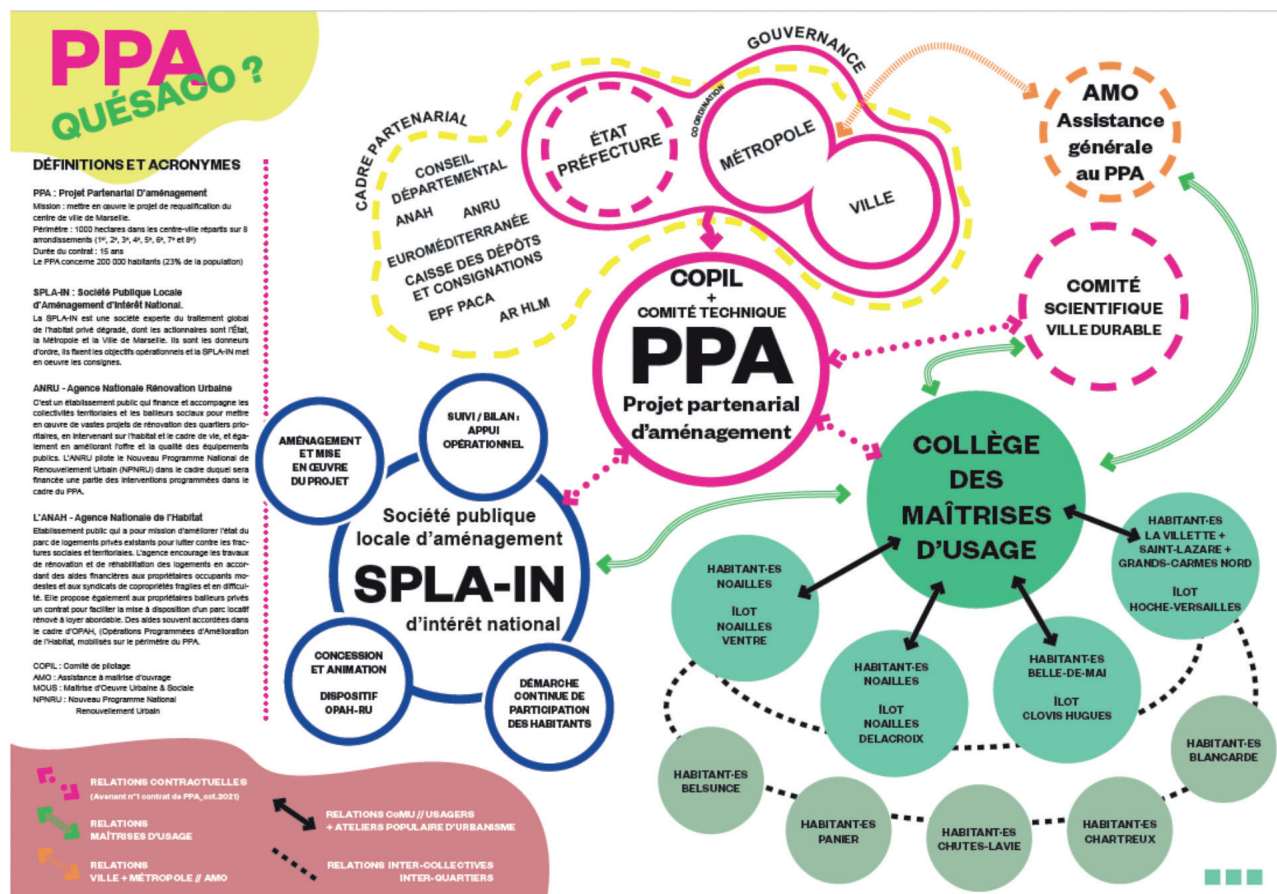 PPA
QUÉSACO ?
DÉFINITIONS ET ACRONYMES
PPA : Projet Partenarial D'aménagement
Mission : mettre en œuvre le projet de requalification du
centre de ville de Marseille.
Périmètre : 1000 hectares dans les centre-ville répartis sur 8
arrondissements (1er, 2e, 3e, 4e, 5e, 6e, 7e et 8e)
Durée du contrat : 15 ans
Le PPA concerne 200 000 habitants (23% de la population)
SPLA-IN : Société Publique Locale
d'Aménagement d'Intérêt National.
La SPLA-IN est une société experte du traitement global
de l'habitat privé dégradé, dont les actionnaires sont l'État,
la Métropole et la Ville de Marseille. Ils sont les donneurs
d'ordre, ils fixent les objectifs opérationnels et la SPLA-IN met
en oeuvre les consignes.
ANRU - Agence Nationale Rénovation Urbaine
C'est un établissement public qui finance et accompagne les
collectivités territoriales et les bailleurs sociaux pour mettre
en œuvre de vastes projets de rénovation des quartiers prio-
ritaires, en intervenant sur l'habitat et le cadre de vie, et éga-
lement en améliorant l'offre et la qualité des équipements
publics. L'ANRU pilote le Nouveau Programme National de
Renouvellement Urbain (NPNRU) dans le cadre duquel sera
financée une partie des interventions programmées dans le
cadre du PPA.
L'ANAH - Agence Nationale de l'Habitat
Etablissement public qui a pour mission d'améliorer l'état du
parc de logements privés existants pour lutter contre les frac-
tures sociales et territoriales. L'agence encourage les travaux
de rénovation et de réhabilitation des logements en accor-
dant des aides financières aux propriétaires occupants mo-
destes et aux syndicats de copropriétés fragiles et en difficul-
té. Elle propose également aux propriétaires bailleurs privés
un contrat pour faciliter la mise à disposition d'un parc locatif
rénové à loyer abordable. Des aides souvent accordées dans
le cadre d'OPAH, (Opérations Programmées d'Amélioration
de l'Habitat, mobilisés sur le périmètre du PPA.
COPIL : Comité de pilotage
AMO : Assistance à maîtrise d'ouvrage
MOUS : Maîtrise d'Oeuvre Urbaine & Sociale
NPNRU : Nouveau Programme National
Renouvellement Urbain
CADRE PARTENARIAL
CONSEIL
DÉPARTEMENTAL
ANAH
ANRU
EUROMÉDITERRANÉE
CAISSE DES DÉPÔTS
ET CONSIGNATIONS
EPF PACA
AR HLM
GOUVERNANCE
COORDINATION
ÉTAT
PRÉFECTURE
MÉTROPOLE
VILLE
AMO
Assistance
générale
au PPA
COMITÉ
SCIENTIFIQUE
VILLE DURABLE
COPIL
+
COMITÉ TECHNIQUE
PPA
Projet partenarial
d'aménagement
AMÉNAGEMENT
ET MISE
EN ŒUVRE
DU PROJET
SUIVI / BILAN :
APPUI
OPÉRATIONNEL
Société publique
locale d'aménagement
SPLA-IN
d'intérêt national
CONCESSION
ET ANIMATION
DISPOSITIF
OPAH-RU
DÉMARCHE
CONTINUE DE
PARTICIPATION
DES HABITANTS
COLLÈGE
DES
MAÎTRISES
D'USAGE
HABITANT·ES
NOAILLES
ÎLOT
NOAILLES
VENTRE
HABITANT·ES
NOAILLES
ÎLOT
NOAILLES
DELACROIX
HABITANT·ES
BELLE-DE-MAI
ÎLOT
CLOVIS HUGUES
HABITANT·ES
LA VILLETTE +
SAINT-LAZARE +
GRANDS-CARMES NORD
ÎLOT
HOCHE-VERSAILLES
HABITANT·ES
BELSUNCE
HABITANT·ES
PANIER
HABITANT·ES
CHUTES-LAVIE
HABITANT·ES
CHARTREUX
HABITANT·ES
BLANCARDE
RELATIONS CONTRACTUELLES
(Avenant n°1 contrat de PPA_oct.2021)
RELATIONS
MAÎTRISES D'USAGE
RELATIONS
VILLE + MÉTROPOLE // AMO
RELATIONS CoMU // USAGERS
+ ATELIERS POPULAIRE D'URBANISME
RELATIONS INTER-COLLECTIVES
INTER-QUARTIERS